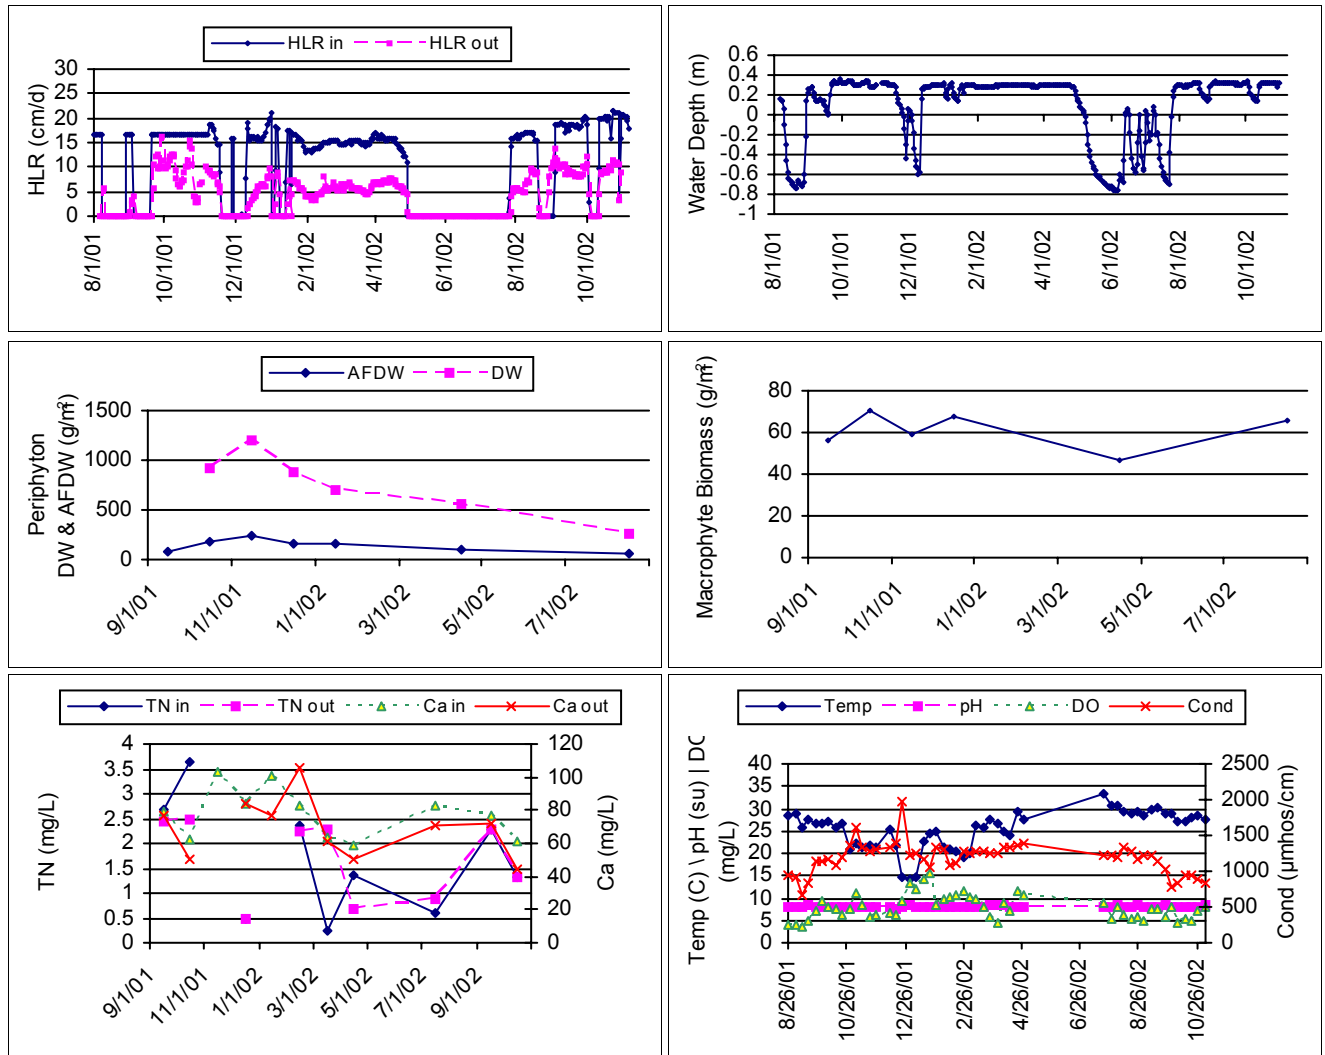 HLR in HLR out
HLR (cm/d)
30
25
20
15
10
5
0
8/1/01 10/1/01 12/1/01 2/1/02 4/1/02 6/1/02 8/1/02 10/1/02
Water Depth (m)
0.6
0.4
0.2
0
-0.2
-0.4
-0.6
-0.8
-1
8/1/01 10/1/01 12/1/01 2/1/02 4/1/02 6/1/02 8/1/02 10/1/02
AFDW DW
Periphyton
DW & AFDW (g/m²)
1500
1000
500
0
9/1/01 11/1/01 1/1/02 3/1/02 5/1/02 7/1/02
Macrophyte Biomass (g/m²)
80
60
40
20
0
9/1/01 11/1/01 1/1/02 3/1/02 5/1/02 7/1/02
TN in TN out Ca in Ca out
TN (mg/L)
4
3.5
3
2.5
2
1.5
1
0.5
0
120
100
80
60
40
20
0
Ca (mg/L)
9/1/01 11/1/01 1/1/02 3/1/02 5/1/02 7/1/02 9/1/02
Temp pH DO Cond
Temp (C) \ pH (su) | DO
(mg/L)
40
35
30
25
20
15
10
5
0
2500
2000
1500
1000
500
0
Cond (µmhos/cm)
8/26/01 10/26/01 12/26/01 2/26/02 4/26/02 6/26/02 8/26/02 10/26/02